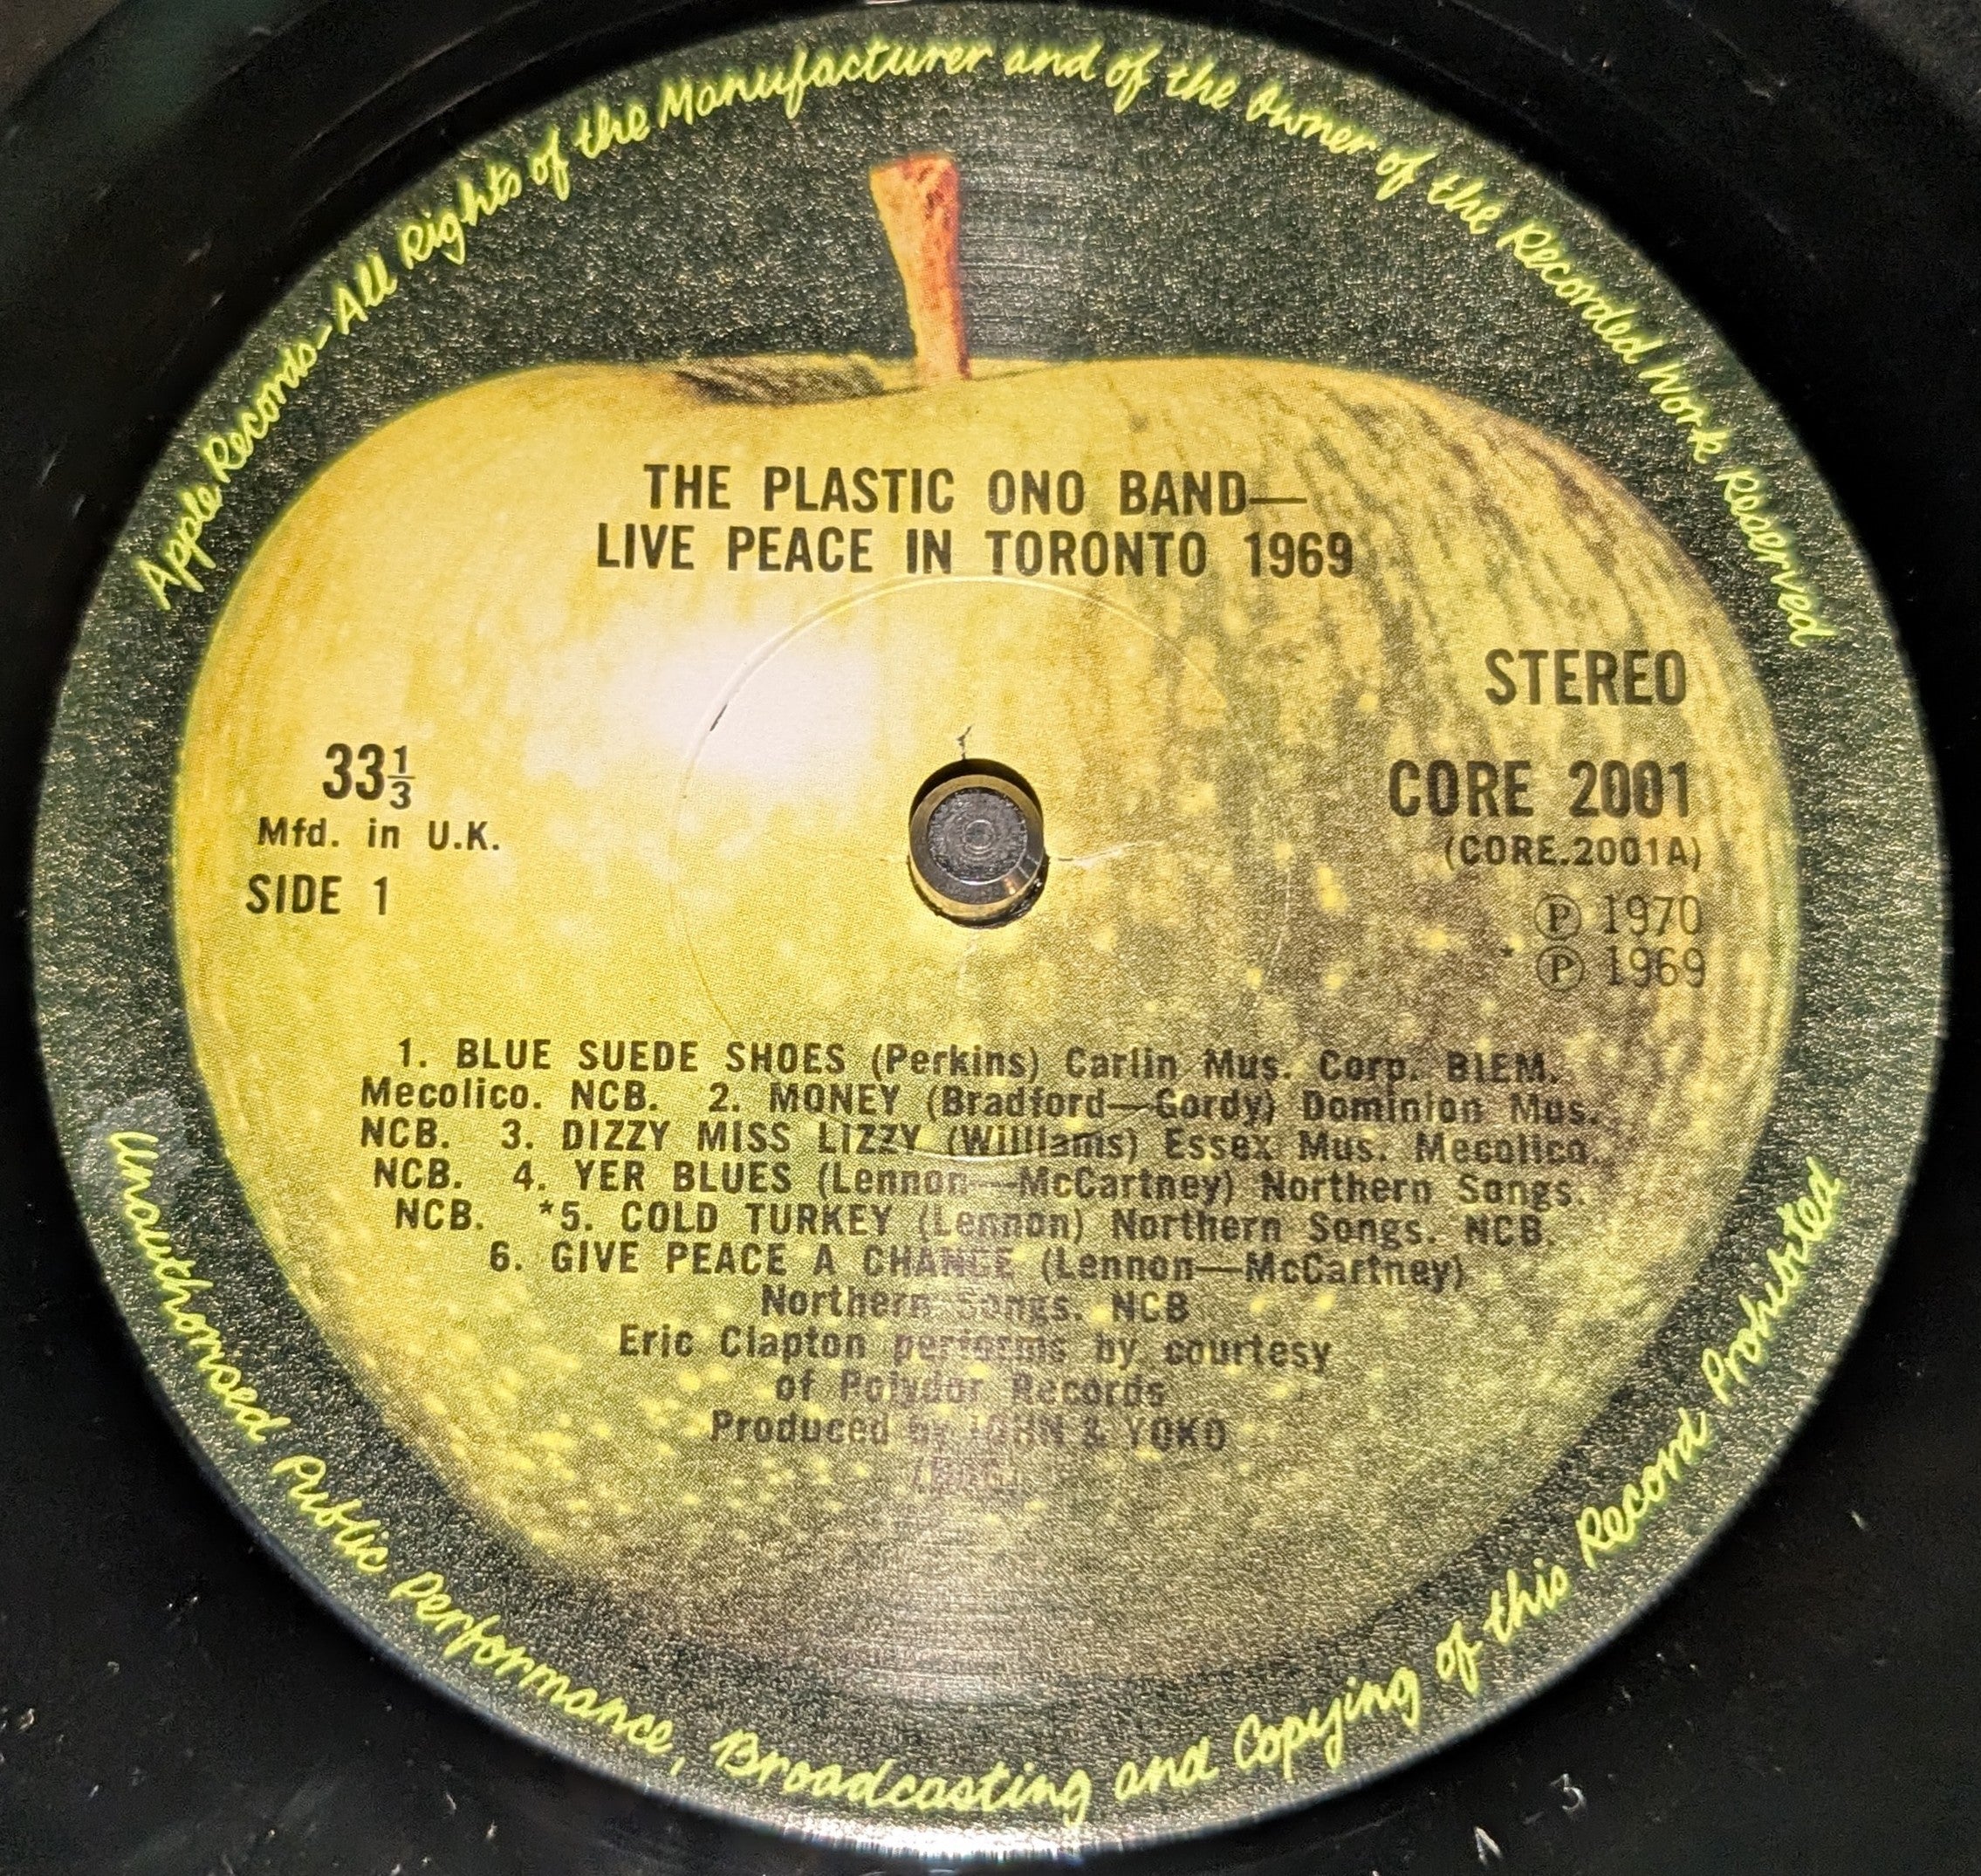 Apple Records–All Rights of the Manufacturer and of the Owner of the Recorded Work Reserved
THE PLASTIC ONO BAND—
LIVE PEACE IN TORONTO 1969
STEREO
33⅓
Mfd. in U.K.
SIDE 1
CORE 2001
(CORE.2001A)
Ⓟ 1970
*Ⓟ 1969
1. BLUE SUEDE SHOES (Perkins) Carlin Mus. Corp. BIEM.
Mecolico. NCB. 2. MONEY (Bradford—Gordy) Dominion Mus.
NCB. 3. DIZZY MISS LIZZY (Williams) Essex Mus. Mecolico.
NCB. 4. YER BLUES (Lennon—McCartney) Northern Songs.
NCB. *5. COLD TURKEY (Lennon) Northern Songs. NCB.
6. GIVE PEACE A CHANCE (Lennon—McCartney)
Northern Songs. NCB
Eric Clapton performs by courtesy
of Polydor Records
Produced by JOHN & YOKO
Unauthorised Public Performance, Broadcasting and Copying of this Record Prohibited